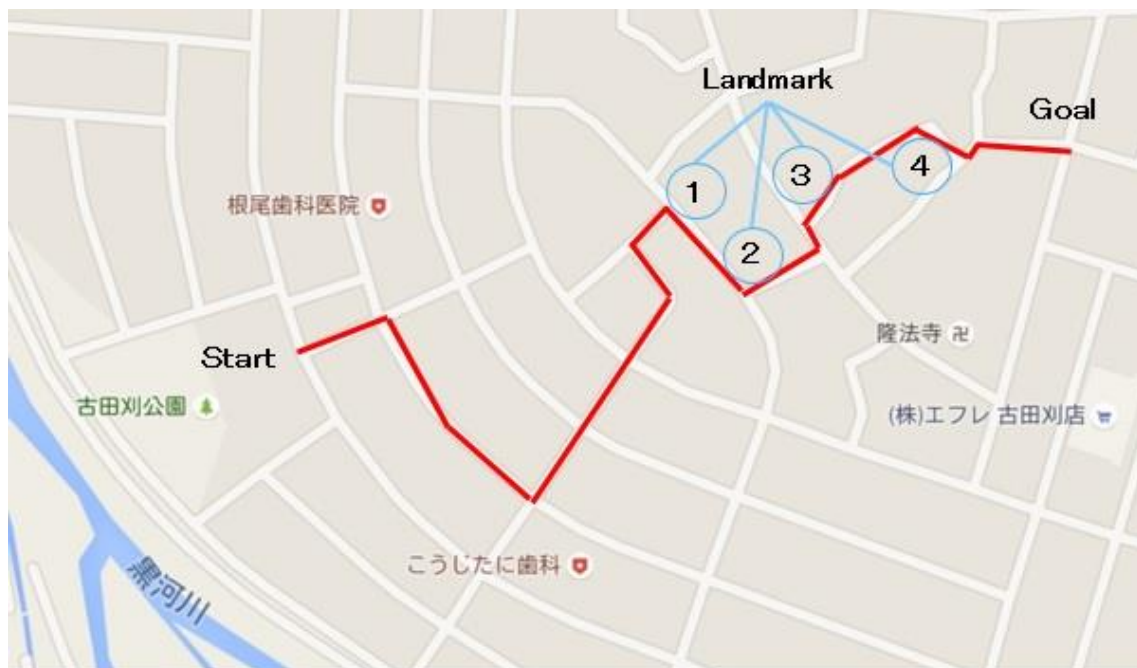 Landmark
Goal
1
3
4
根尾歯科医院
2
Start
隆法寺
古田刈公園
(株)エフレ 古田刈店
こうじたに歯科
黒河川